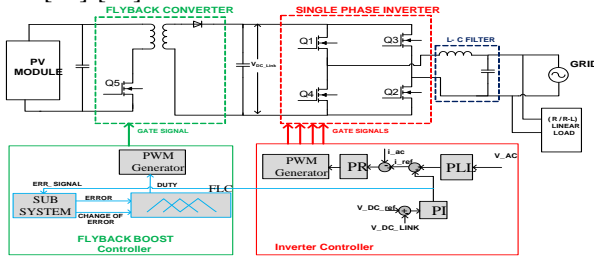 FLYBACK CONVERTER
SINGLE PHASE INVERTER
PV
MODULE
Q5
V_DC_Link
Q1
Q3
Q4
Q2
L- C FILTER
GRID
(R / R-L)
LINEAR
LOAD
GATE SIGNAL
GATE SIGNALS
PWM
Generator
ERR_SIGNAL
DUTY
FLC
SUB
SYSTEM
ERROR
CHANGE OF
ERROR
FLYBACK BOOST
Controller
PWM
Generator
PR
i_ac
i_ref
PLL
V_AC
PI
V_DC_ref
V_DC_LINK
Inverter Controller